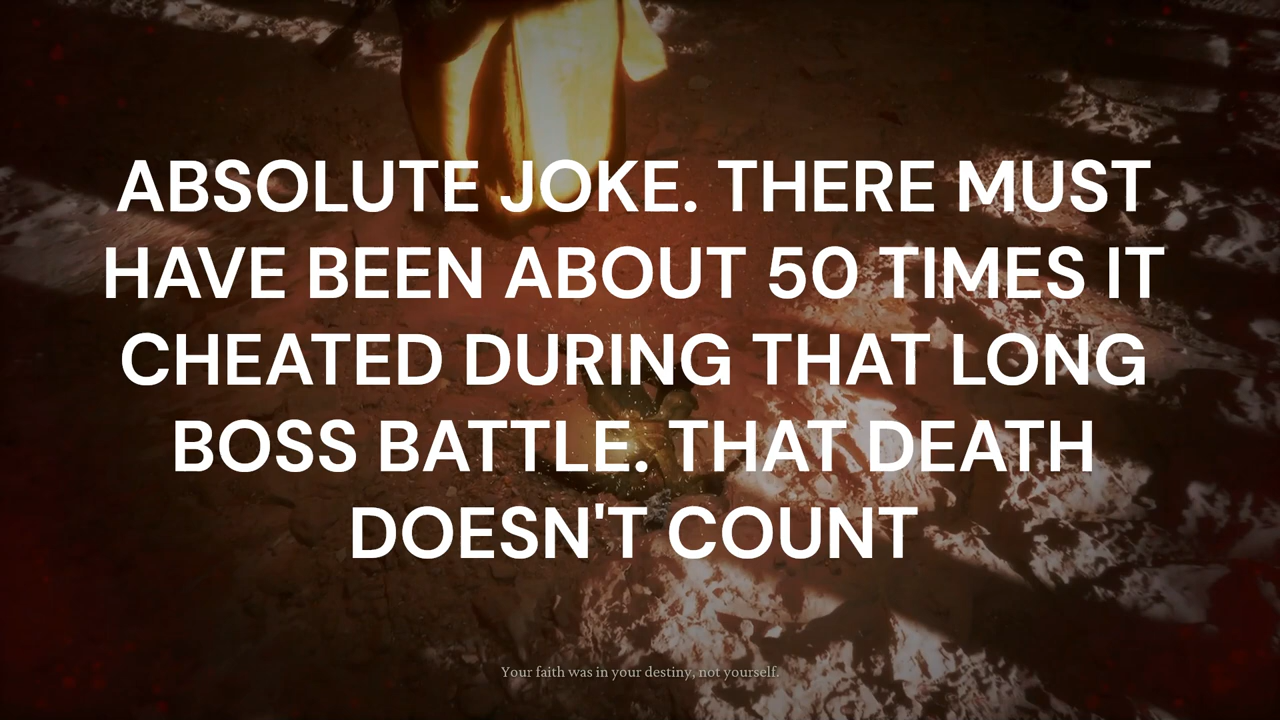 ABSOLUTE JOKE. THERE MUST
HAVE BEEN ABOUT 50 TIMES IT
CHEATED DURING THAT LONG
BOSS BATTLE. THAT DEATH
DOESN'T COUNT
Your faith was in your destiny, not yourself.